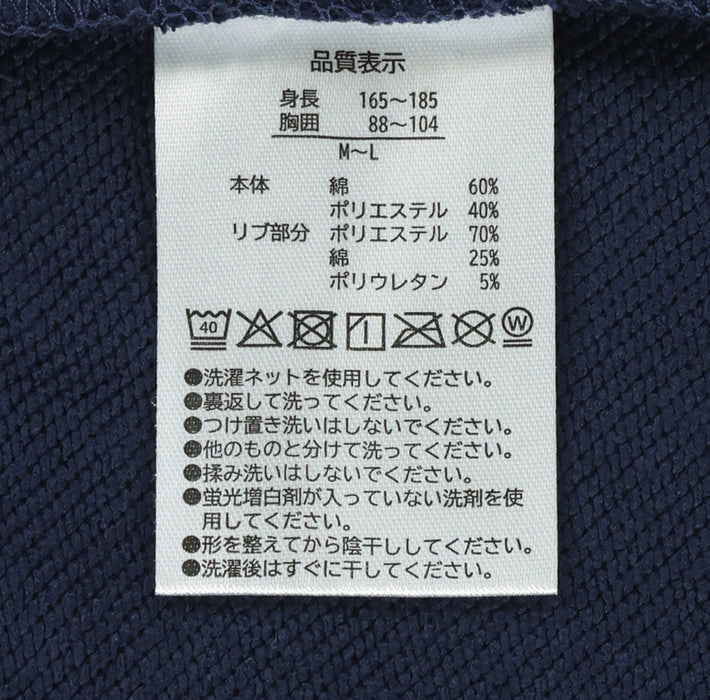 品質表示
身長 165～185
胸囲 88～104
M～L
本体 綿 60%
ポリエステル 40%
リブ部分 ポリエステル 70%
綿 25%
ポリウレタン 5%
40 W
●洗濯ネットを使用してください。
●裏返して洗ってください。
●つけ置き洗いはしないでください。
●他のものと分けて洗ってください。
●揉み洗いはしないでください。
●蛍光増白剤が入っていない洗剤を使
用してください。
●形を整えてから陰干ししてください。
●洗濯後はすぐに干してください。